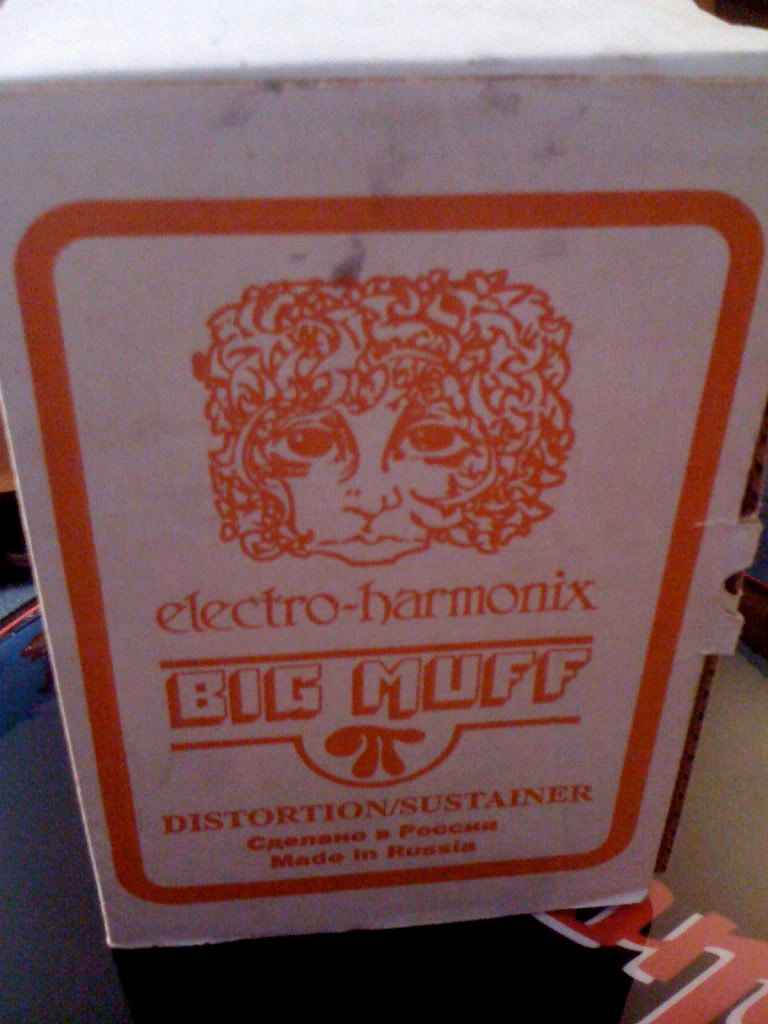 electro-harmonix
BIG MUFF
π
DISTORTION/SUSTAINER
Сделано в России
Made in Russia